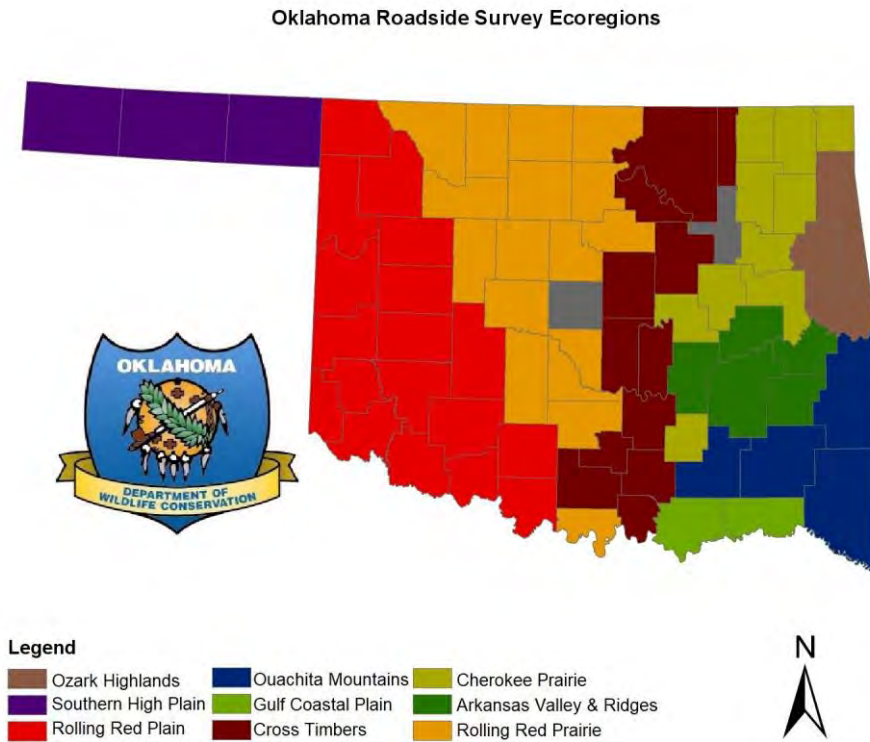 Oklahoma Roadside Survey Ecoregions
OKLAHOMA
DEPARTMENT OF
WILDLIFE CONSERVATION
Legend
Ozark Highlands
Southern High Plain
Rolling Red Plain
Ouachita Mountains
Gulf Coastal Plain
Cross Timbers
Cherokee Prairie
Arkansas Valley & Ridges
Rolling Red Prairie
N